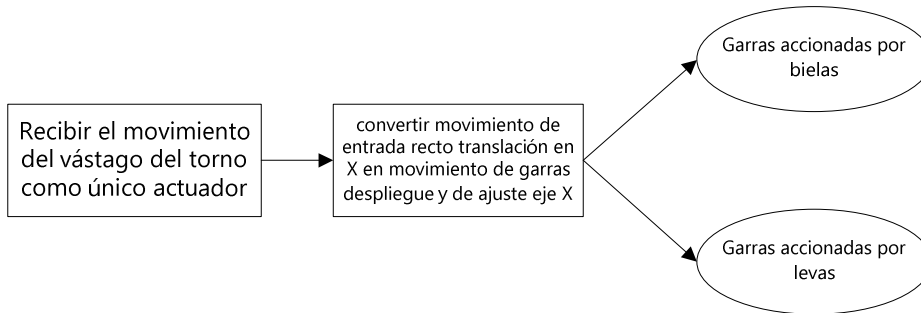 Recibir el movimiento
del vástago del torno
como único actuador
convertir movimiento de
entrada recto translación en
X en movimiento de garras
despliegue y de ajuste eje X
Garras accionadas por
bielas
Garras accionadas por
levas